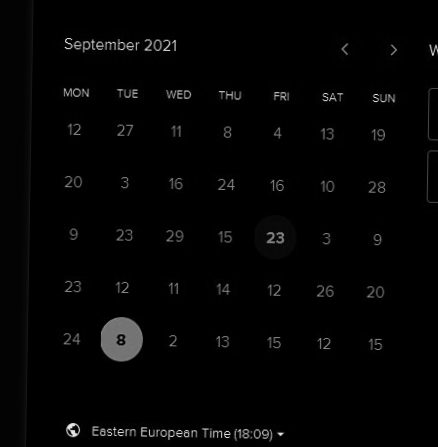 September 2021
W
MON TUE WED THU FRI SAT SUN
12 27 11 8 4 13 19
20 3 16 24 16 10 28
9 23 29 15 23 3 9
23 12 11 14 12 26 20
24 8 2 13 15 12 15
Eastern European Time (18:09)